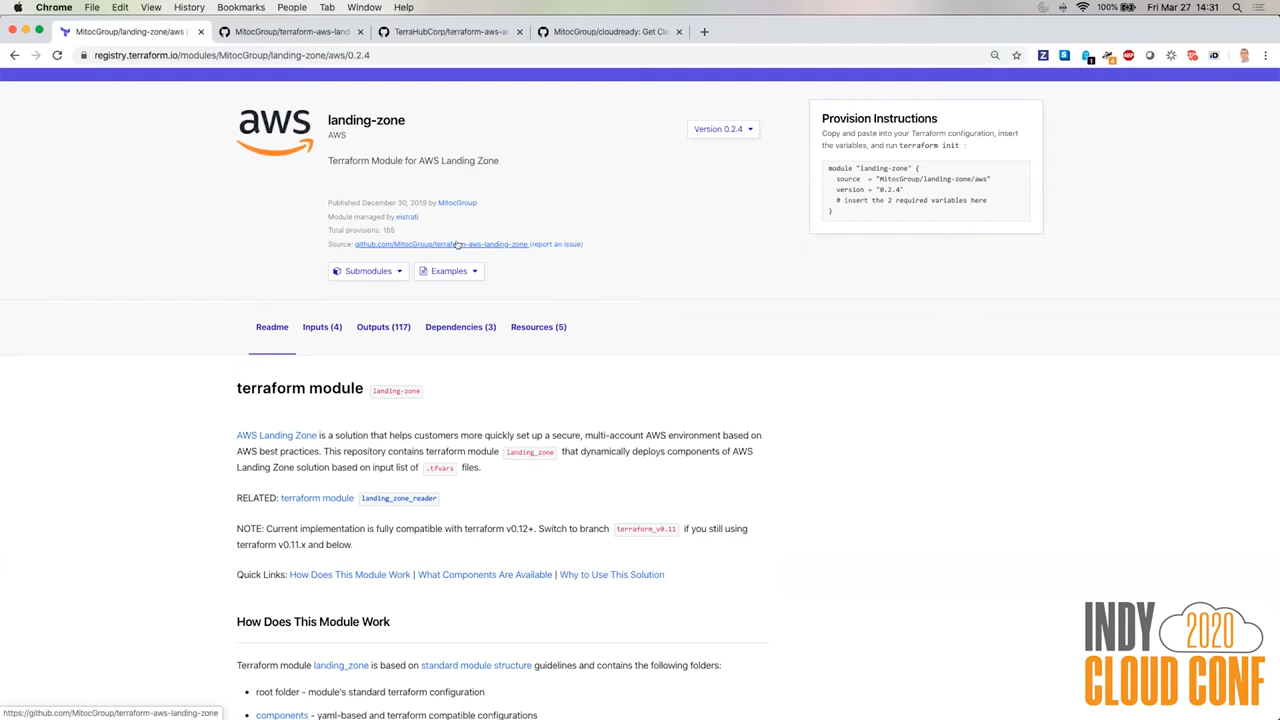 Chrome File Edit View History Bookmarks People Tab Window Help
100% Fri Mar 27 14:31
MitocGroup/landing-zone/aws |
MitocGroup/terraform-aws-land
TerraHubCorp/terraform-aws-a
MitocGroup/cloudready: Get Clo
registry.terraform.io/modules/MitocGroup/landing-zone/aws/0.2.4
aws
landing-zone
AWS
Version 0.2.4
Terraform Module for AWS Landing Zone
Published December 30, 2019 by MitocGroup
Module managed by eistrati
Total provisions: 165
Source: github.com/MitocGroup/terraform-aws-landing-zone (report an issue)
Submodules
Examples
Provision Instructions
Copy and paste into your Terraform configuration, insert
the variables, and run terraform init :
module "landing-zone" {
source = "MitocGroup/landing-zone/aws"
version = "0.2.4"
# insert the 2 required variables here
}
Readme Inputs (4) Outputs (117) Dependencies (3) Resources (5)
terraform module landing-zone
AWS Landing Zone is a solution that helps customers more quickly set up a secure, multi-account AWS environment based on
AWS best practices. This repository contains terraform module landing_zone that dynamically deploys components of AWS
Landing Zone solution based on input list of .tfvars files.
RELATED: terraform module landing_zone_reader
NOTE: Current implementation is fully compatible with terraform v0.12+. Switch to branch terraform_v0.11 if you still using
terraform v0.11.x and below.
Quick Links: How Does This Module Work | What Components Are Available | Why to Use This Solution
How Does This Module Work
Terraform module landing_zone is based on standard module structure guidelines and contains the following folders:
• root folder - module's standard terraform configuration
• components - yaml-based and terraform compatible configurations
https://github.com/MitocGroup/terraform-aws-landing-zone
INDY 2020
CLOUD CONF